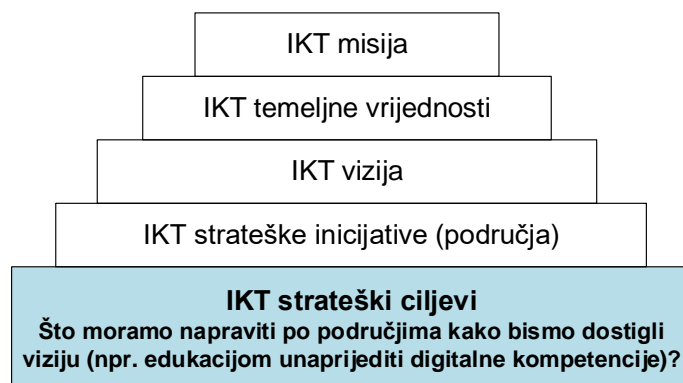 IKT misija
IKT temeljne vrijednosti
IKT vizija
IKT strateške inicijative (područja)
IKT strateški ciljevi
Što moramo napraviti po područjima kako bismo dostigli
viziju (npr. edukacijom unaprijediti digitalne kompetencije)?